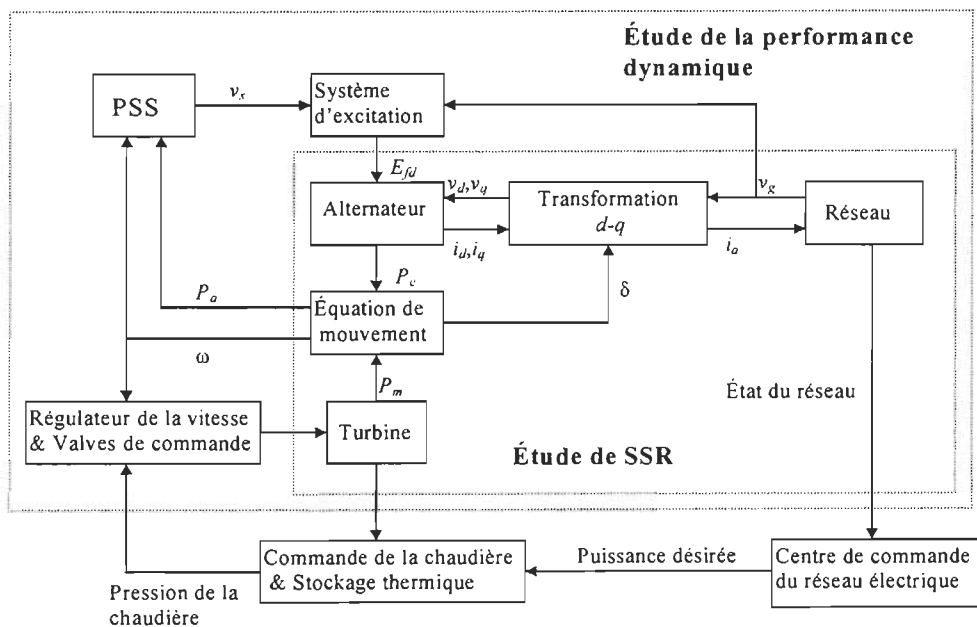 Étude de la performance
dynamique
PSS
v_s
Système
d'excitation
E_fd
Alternateur
v_d,v_q
i_d,i_q
Transformation
d-q
v_g
i_a
Réseau
P_e
P_a
Équation de
mouvement
δ
ω
P_m
État du réseau
Régulateur de la vitesse
& Valves de commande
Turbine
Étude de SSR
Commande de la chaudière
& Stockage thermique
Puissance désirée
Centre de commande
du réseau électrique
Pression de la
chaudière